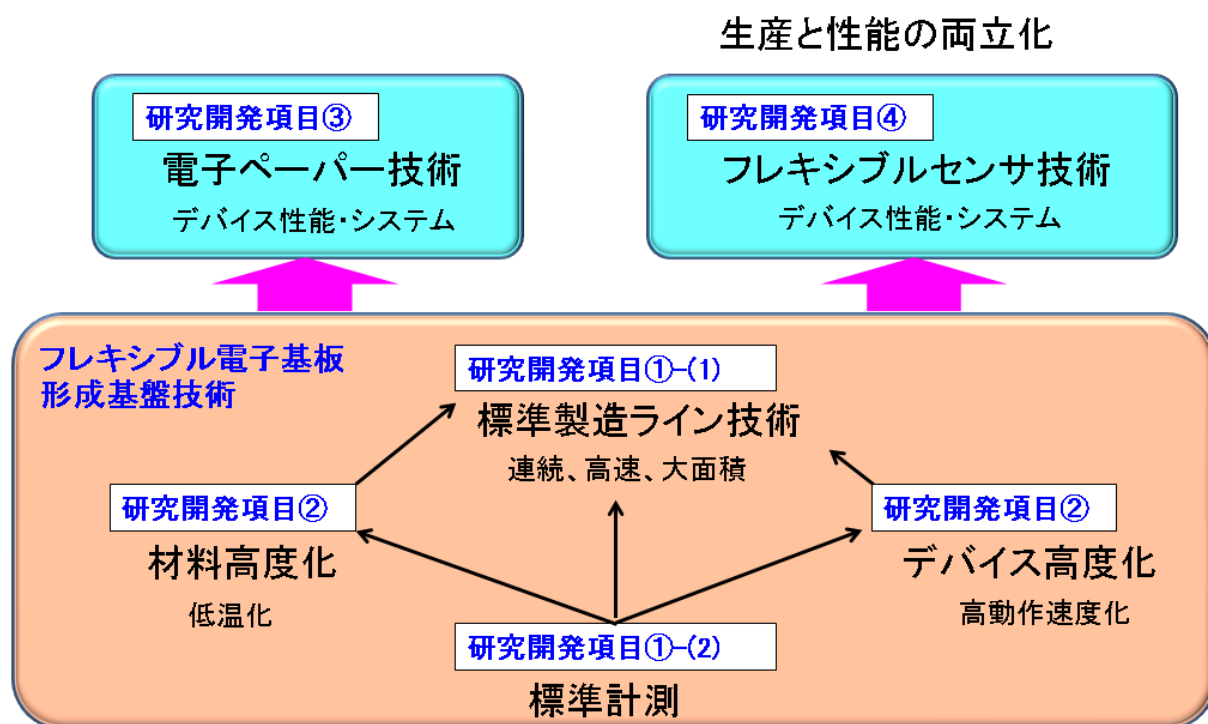 生産と性能の両立化
研究開発項目③
電子ペーパー技術
デバイス性能・システム
研究開発項目④
フレキシブルセンサ技術
デバイス性能・システム
フレキシブル電子基板
形成基盤技術
研究開発項目①-(1)
標準製造ライン技術
連続、高速、大面積
研究開発項目②
材料高度化
低温化
研究開発項目②
デバイス高度化
高動作速度化
研究開発項目①-(2)
標準計測